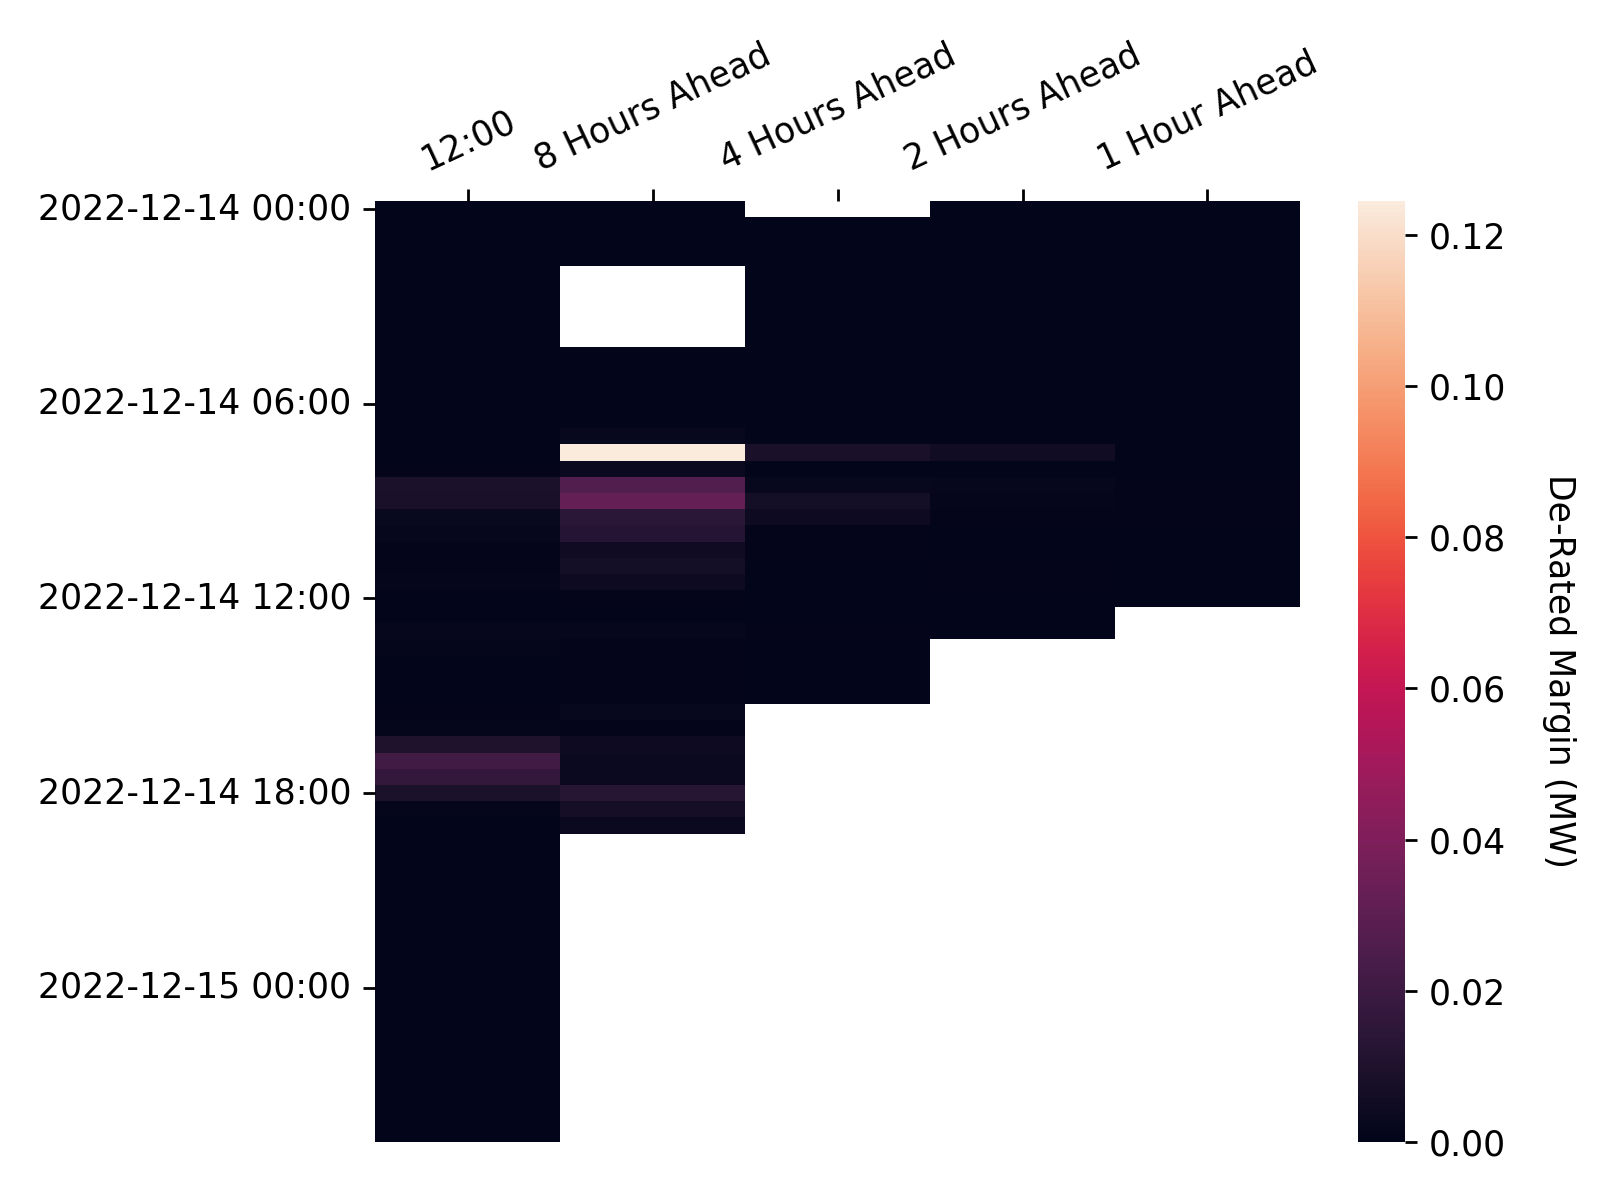 12:00
8 Hours Ahead
4 Hours Ahead
2 Hours Ahead
1 Hour Ahead
2022-12-14 00:00
2022-12-14 06:00
2022-12-14 12:00
2022-12-14 18:00
2022-12-15 00:00
0.12
0.10
0.08
0.06
0.04
0.02
0.00
De-Rated Margin (MW)